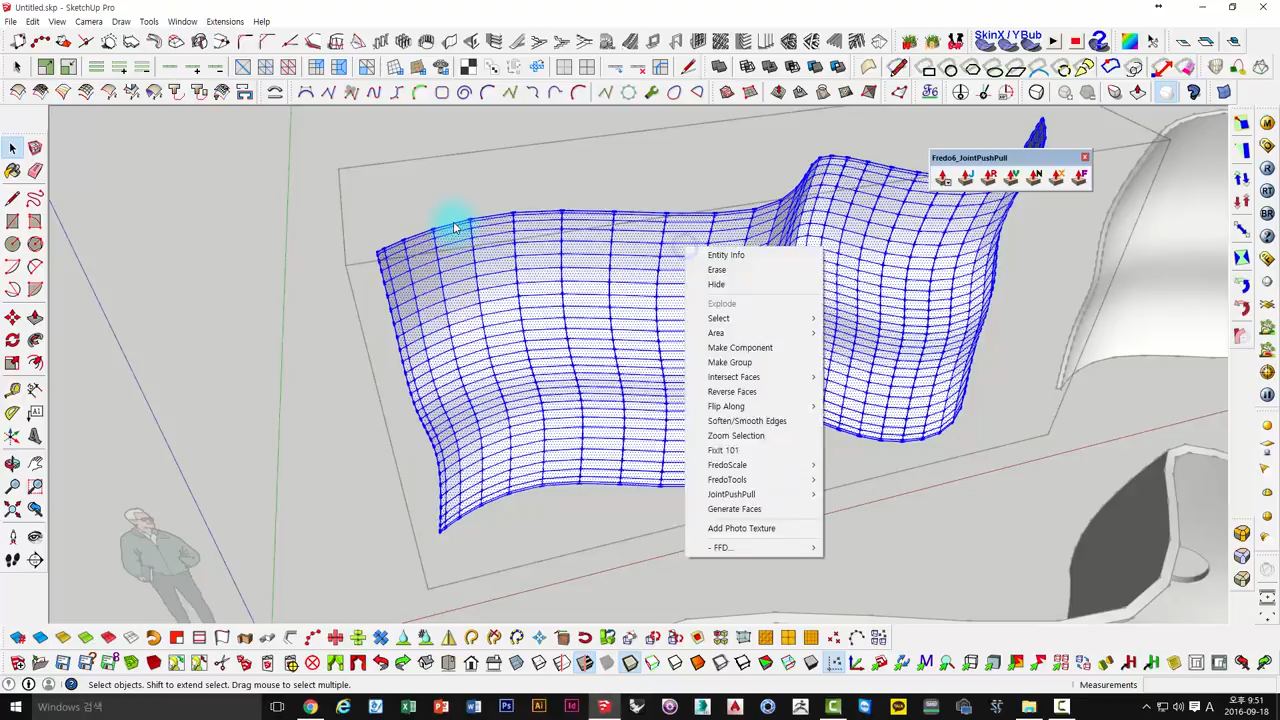 Untitled.skp - SketchUp Pro
File Edit View Camera Draw Tools Window Extensions Help
SkinX / YBub
Fredo6_JointPushPull
Entity Info
Erase
Hide
Explode
Select
Area
Make Component
Make Group
Intersect Faces
Reverse Faces
Flip Along
Soften/Smooth Edges
Zoom Selection
FixIt 101
FredoScale
FredoTools
JointPushPull
Generate Faces
Add Photo Texture
- FFD...
Select objects. Shift to extend select. Drag mouse to select multiple.
Measurements
Windows 검색
오후 9:51
2016-09-18